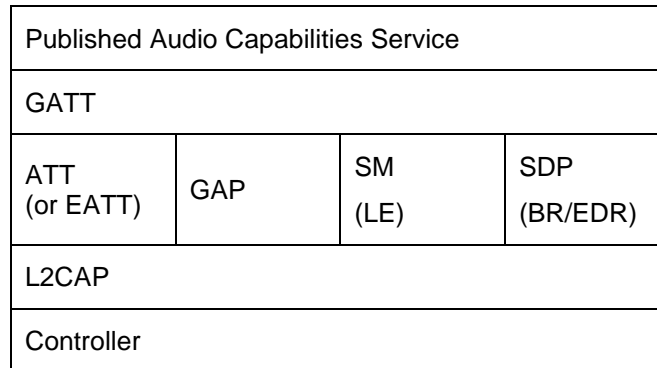 Published Audio Capabilities Service
GATT
ATT
(or EATT)
GAP
SM
(LE)
SDP
(BR/EDR)
L2CAP
Controller